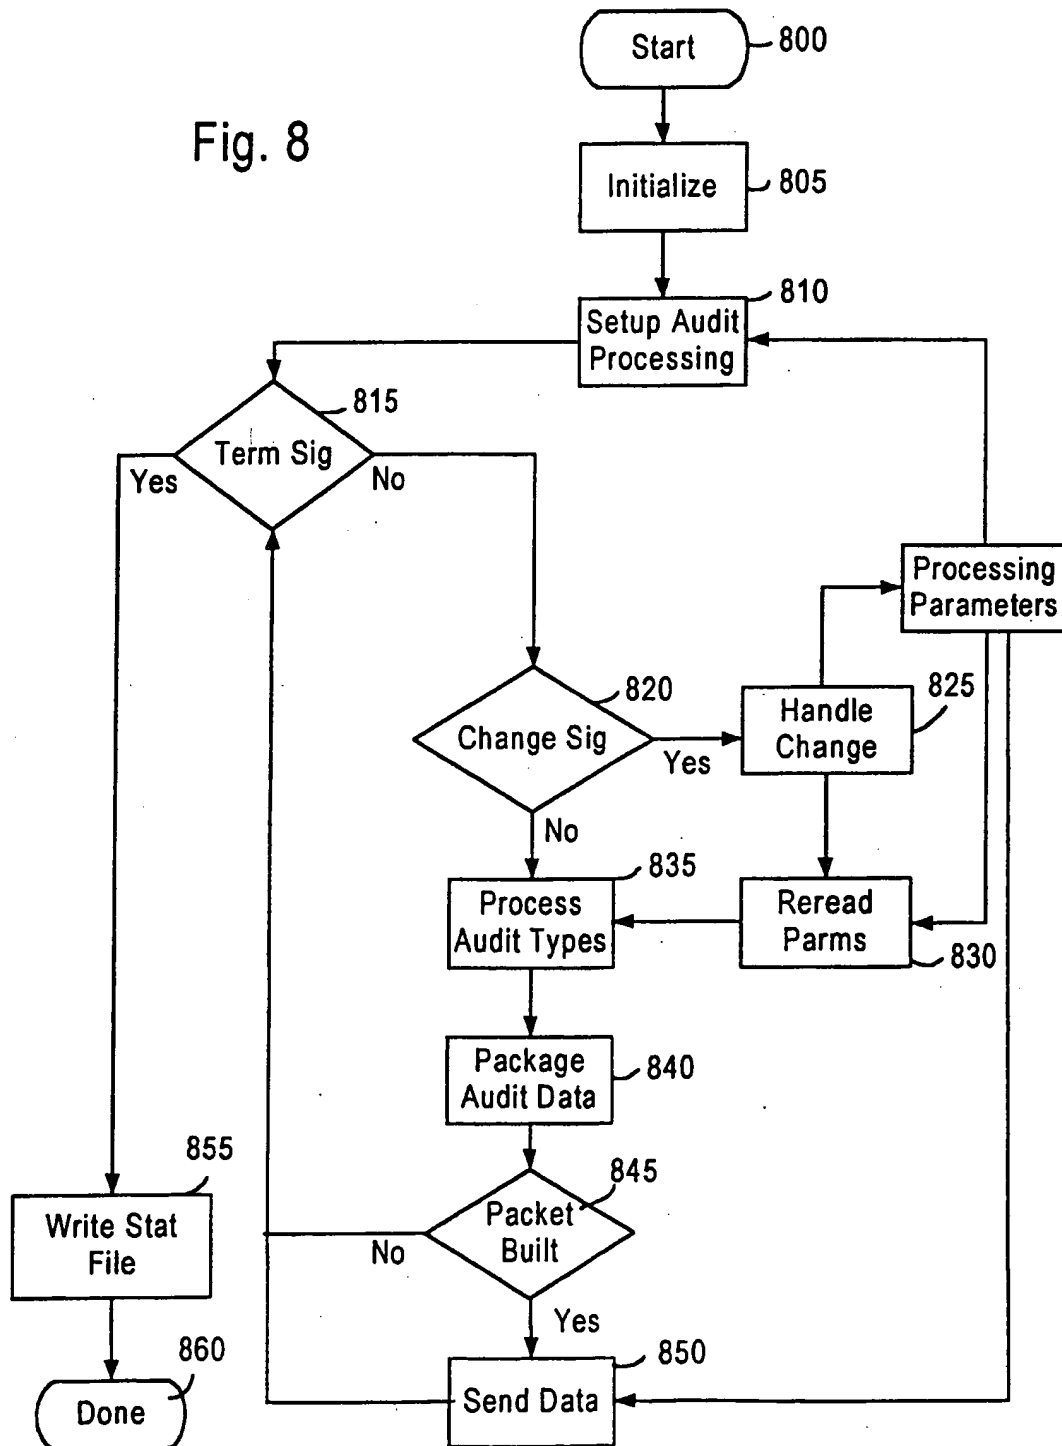 Start
800
Fig. 8
Initialize
805
810
Setup Audit
Processing
815
Term Sig
Yes
No
Processing
Parameters
820
Change Sig
Yes
No
825
Handle
Change
835
Process
Audit Types
Reread
Parms
830
Package
Audit Data
840
845
Packet
Built
No
Yes
855
Write Stat
File
850
Send Data
860
Done